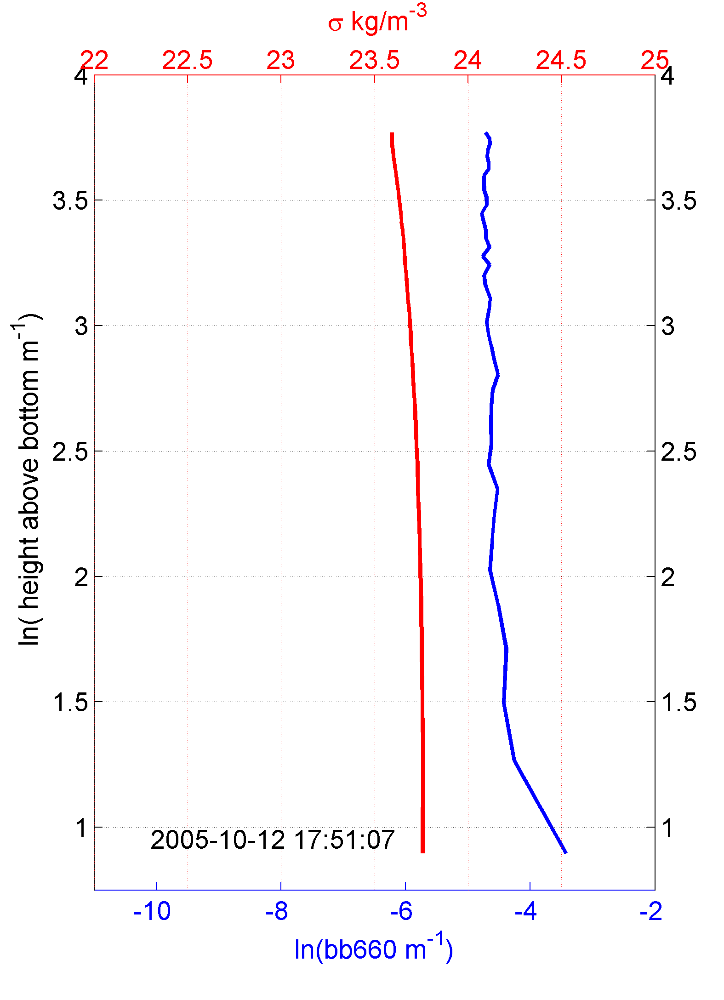 σ kg/m-3
22 22.5 23 23.5 24 24.5 25
4 4
3.5 3.5
3 3
2.5 2.5
2 2
1.5 1.5
1 1
ln( height above bottom m-1)
2005-10-12 17:51:07
-10 -8 -6 -4 -2
ln(bb660 m-1)